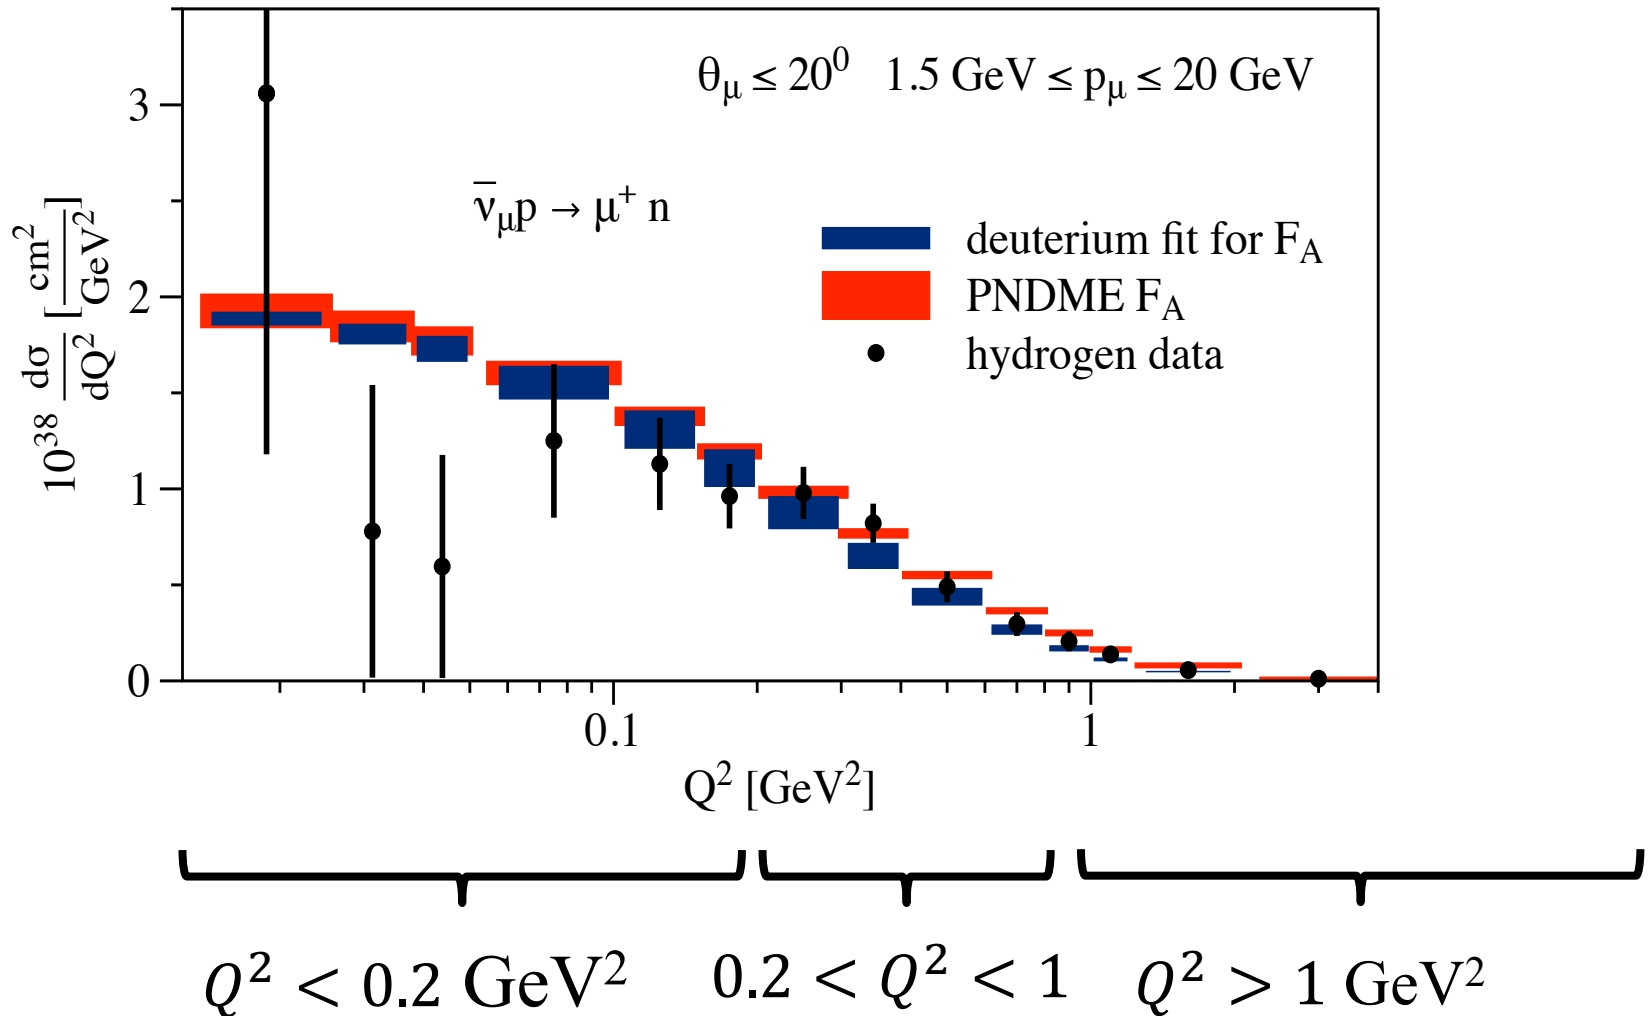 θμ ≤ 20⁰ 1.5 GeV ≤ pμ ≤ 20 GeV
3
ν̅μp → μ⁺ n
deuterium fit for F_A
PNDME F_A
hydrogen data
2
10³⁸ dσ/dQ² [cm²/GeV²]
1
0
0.1 1
Q² [GeV²]
Q² < 0.2 GeV² 0.2 < Q² < 1 Q² > 1 GeV²